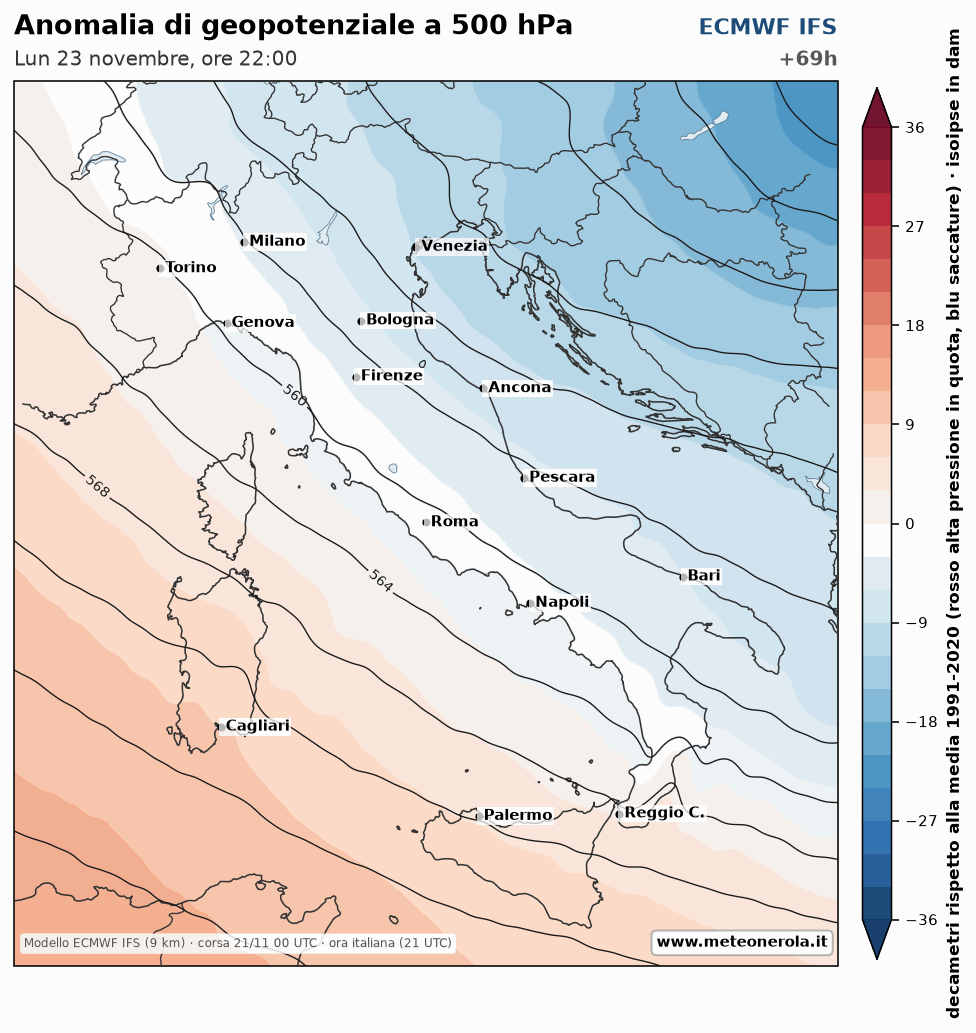 Anomalia di geopotenziale a 500 hPa
ECMWF IFS
Lun 23 novembre, ore 22:00
+69h
Milano
Venezia
Torino
Genova
Bologna
Firenze
Ancona
560
568
Pescara
Roma
564
Bari
Napoli
Cagliari
Palermo
Reggio C.
Modello ECMWF IFS (9 km) · corsa 21/11 00 UTC · ora italiana (21 UTC)
www.meteonerola.it
36
27
18
9
0
−9
−18
−27
−36
decametri rispetto alla media 1991-2020 (rosso alta pressione in quota, blu saccatura) · isoipse in dam